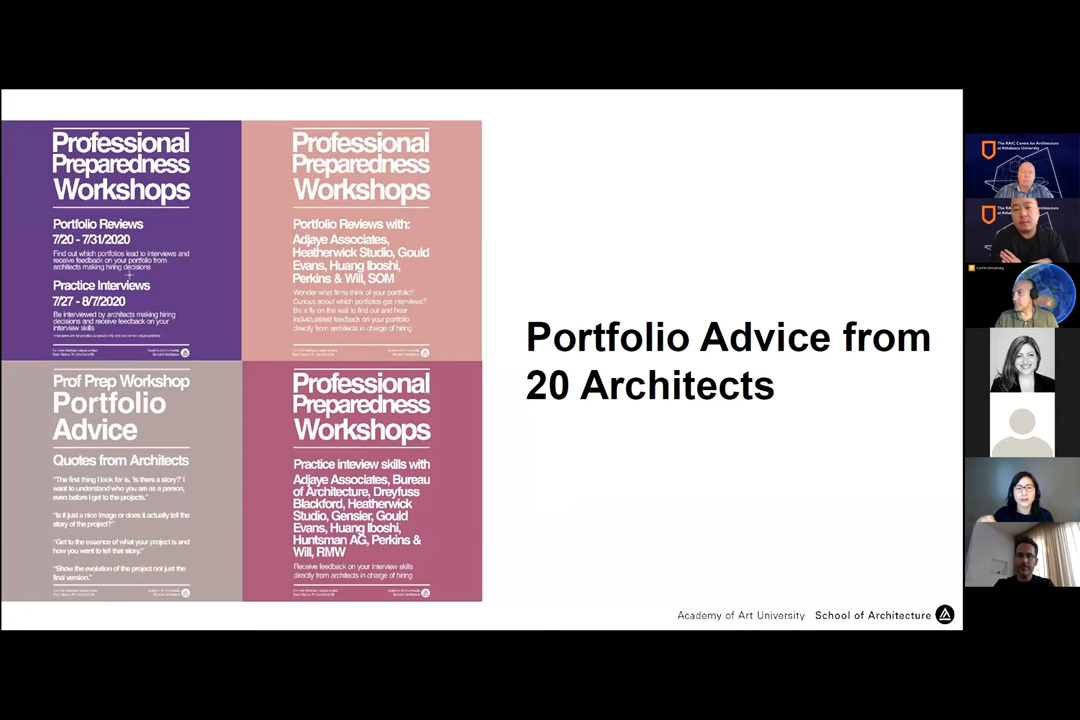 Professional
Preparedness
Workshops
Portfolio Reviews
7/20 - 7/31/2020
Find out which portfolios lead to interviews and
receive feedback on your portfolio from
architects making hiring decisions
Practice Interviews
7/27 - 8/7/2020
Be interviewed by architects making hiring
decisions and receive feedback on your
interview skills
Professional
Preparedness
Workshops
Portfolio Reviews with:
Adjaye Associates,
Heatherwick Studio, Gould
Evans, Huang Iboshi,
Perkins & Will, SOM
Wonder what firms think of your portfolio?
Curious about which portfolios get interviews?
Be a fly on the wall to find out and hear
individualized feedback on your portfolio
directly from architects in charge of hiring.
Prof Prep Workshop
Portfolio
Advice
Quotes from Architects
"The first thing I look for is, 'Is there a story?' I
want to understand who you are as a person,
even before I get to the projects."
"Is it just a nice image or does it actually tell the
story of the project?"
"Get to the essence of what your project is and
how you want to tell that story."
"Show the evolution of the project not just the
final version."
Professional
Preparedness
Workshops
Practice inteview skills with
Adjaye Associates, Bureau
of Architecture, Dreyfuss
Blackford, Heatherwick
Studio, Gensler, Gould
Evans, Huang Iboshi,
Huntsman AG, Perkins &
Will, RMW
Receive feedback on your interview skills
directly from architects in charge of hiring
Portfolio Advice from
20 Architects
Academy of Art University School of Architecture
The RAIC Centre for Architecture
at Athabasca University